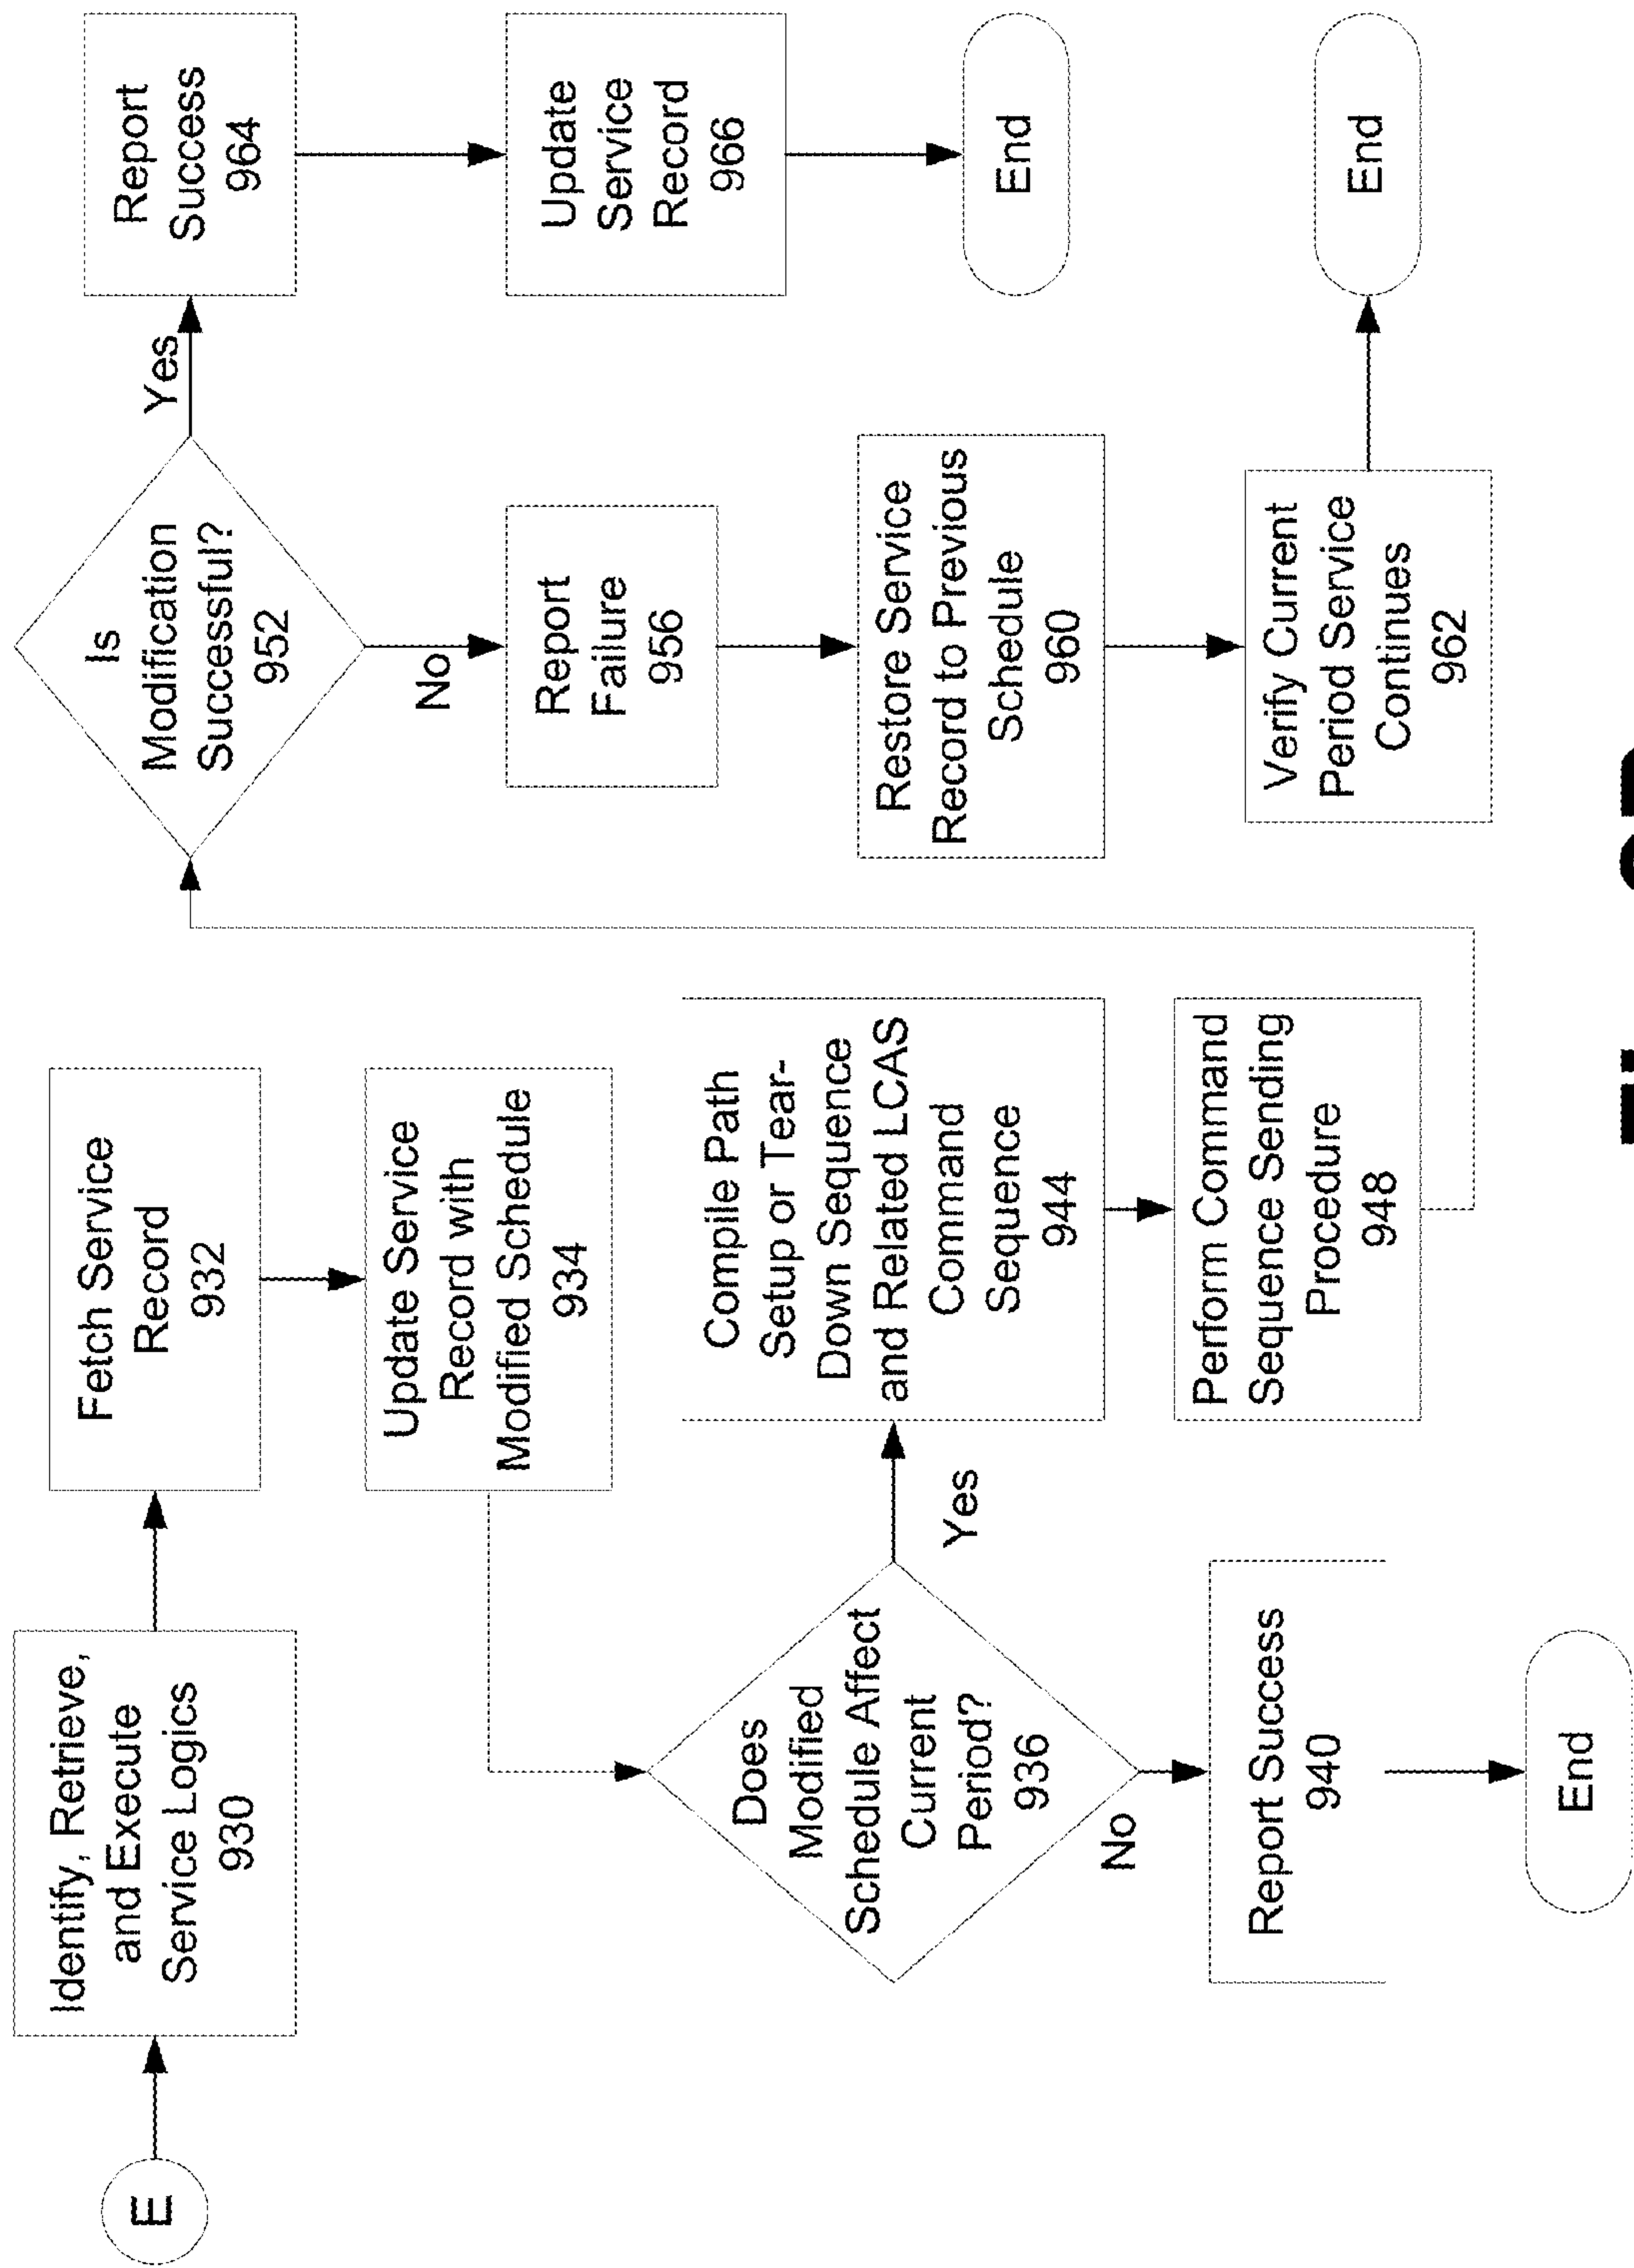 E
Identify, Retrieve,
and Execute
Service Logics
930
Fetch Service
Record
932
Update Service
Record with
Modified Schedule
934
Does
Modified
Schedule Affect
Current
Period?
936
Yes
No
Report Success
940
End
Compile Path
Setup or Tear-
Down Sequence
and Related LCAS
Command
Sequence
944
Perform Command
Sequence Sending
Procedure
948
Is
Modification
Successful?
952
Yes
No
Report
Success
964
Update
Service
Record
966
End
Report
Failure
956
Restore Service
Record to Previous
Schedule
960
Verify Current
Period Service
Continues
962
End